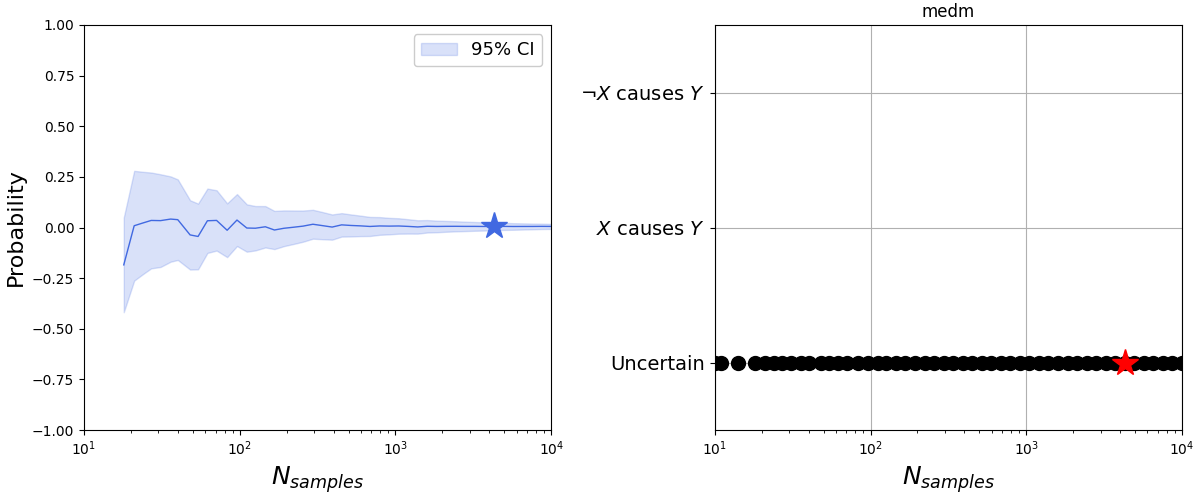 medm
1.00
0.75
0.50
0.25
0.00
−0.25
−0.50
−0.75
−1.00
Probability
95% CI
10¹ 10² 10³ 10⁴
N_samples
¬X causes Y
X causes Y
Uncertain
10¹ 10² 10³ 10⁴
N_samples